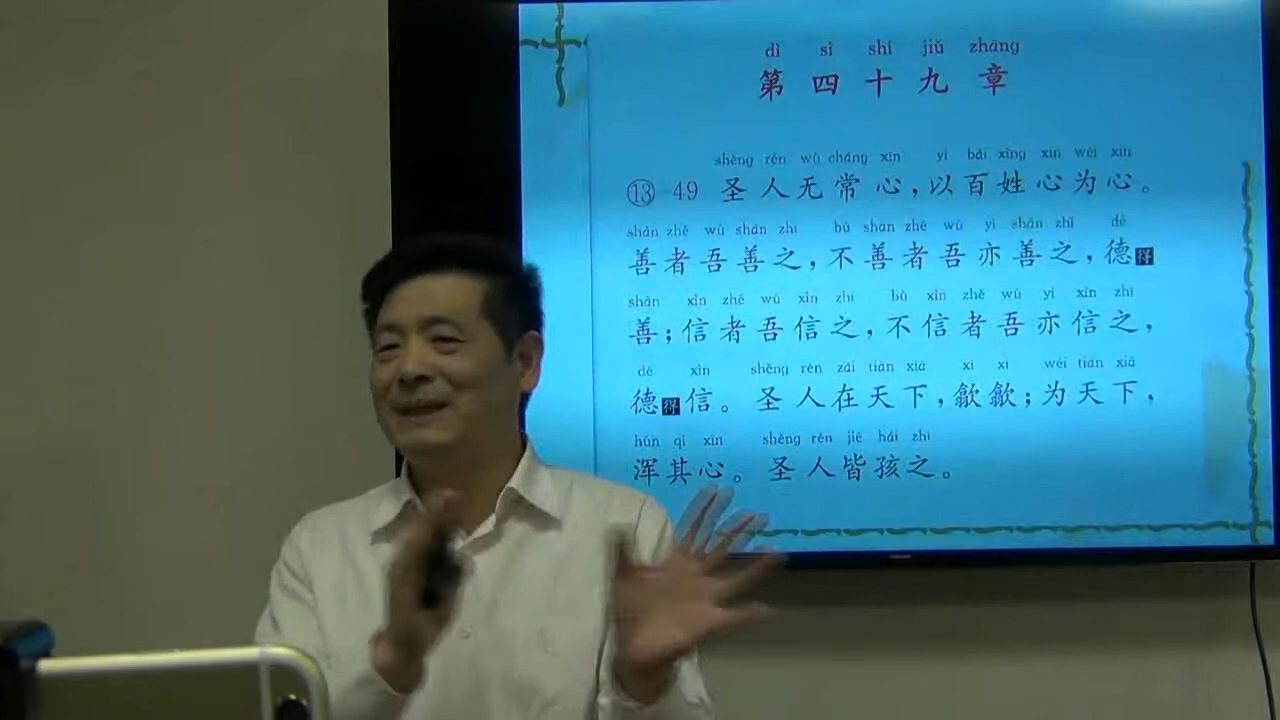 dì sì shí jiǔ zhāng
第四十九章
shèng rén wú cháng xīn yǐ bǎi xìng xīn wéi xīn
⑬ 49 圣人无常心，以百姓心为心。
shàn zhě wú shàn zhī bú shàn zhě wú yì shàn zhī dé
善者吾善之，不善者吾亦善之，德得
shàn xìn zhě wú xìn zhī bú xìn zhě wú yì xìn zhī
善；信者吾信之，不信者吾亦信之，
dé xìn shèng rén zài tiān xià xī xī wéi tiān xià
德得信。圣人在天下，歙歙；为天下，
hún qí xīn shèng rén jiē hái zhī
浑其心。圣人皆孩之。